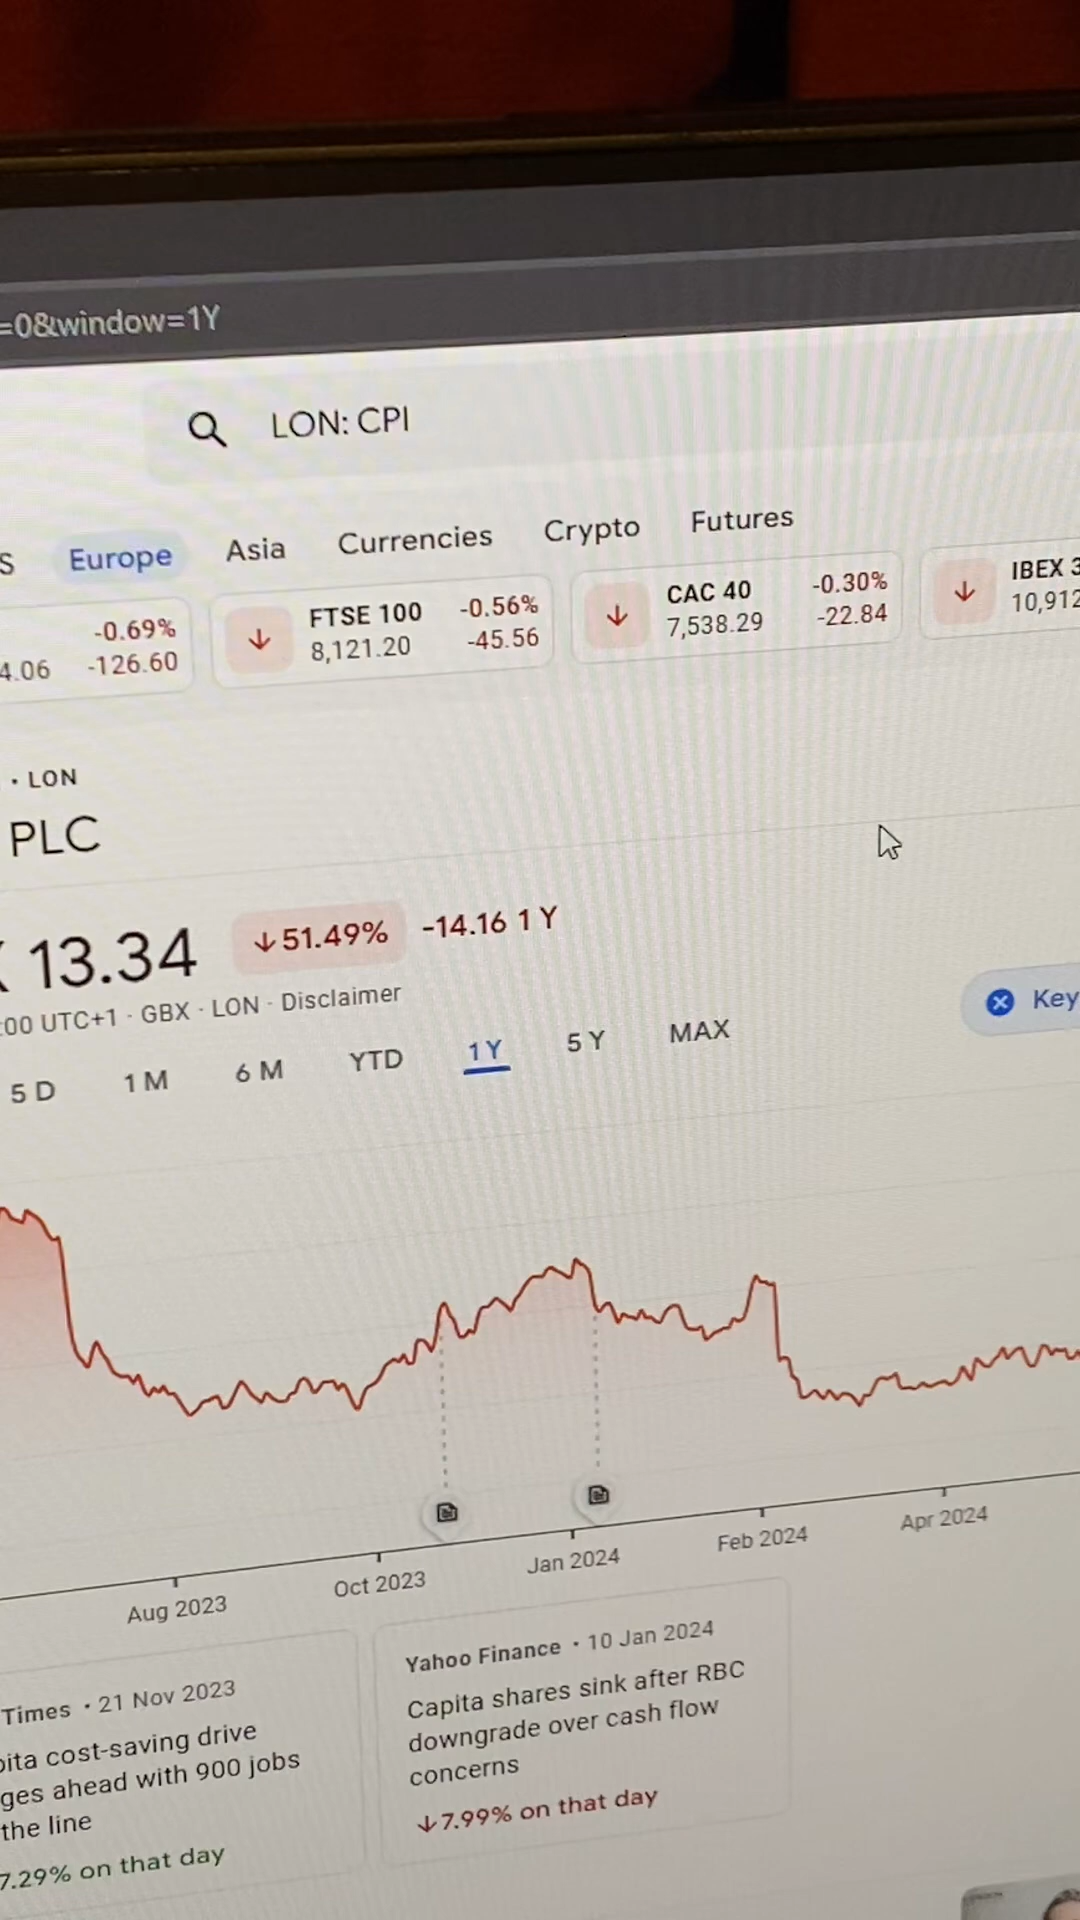 =0&window=1Y
LON: CPI
S Europe Asia Currencies Crypto Futures
-0.69% FTSE 100 -0.56% CAC 40 -0.30% IBEX 3
4.06 -126.60 8,121.20 -45.56 7,538.29 -22.84 10,912
· LON
PLC
13.34 51.49% -14.16 1 Y
:00 UTC+1 · GBX · LON · Disclaimer
Key
5 D 1 M 6 M YTD 1 Y 5 Y MAX
Aug 2023 Oct 2023 Jan 2024 Feb 2024 Apr 2024
Times · 21 Nov 2023
pita cost-saving drive
ges ahead with 900 jobs
the line
7.29% on that day
Yahoo Finance · 10 Jan 2024
Capita shares sink after RBC
downgrade over cash flow
concerns
↓7.99% on that day